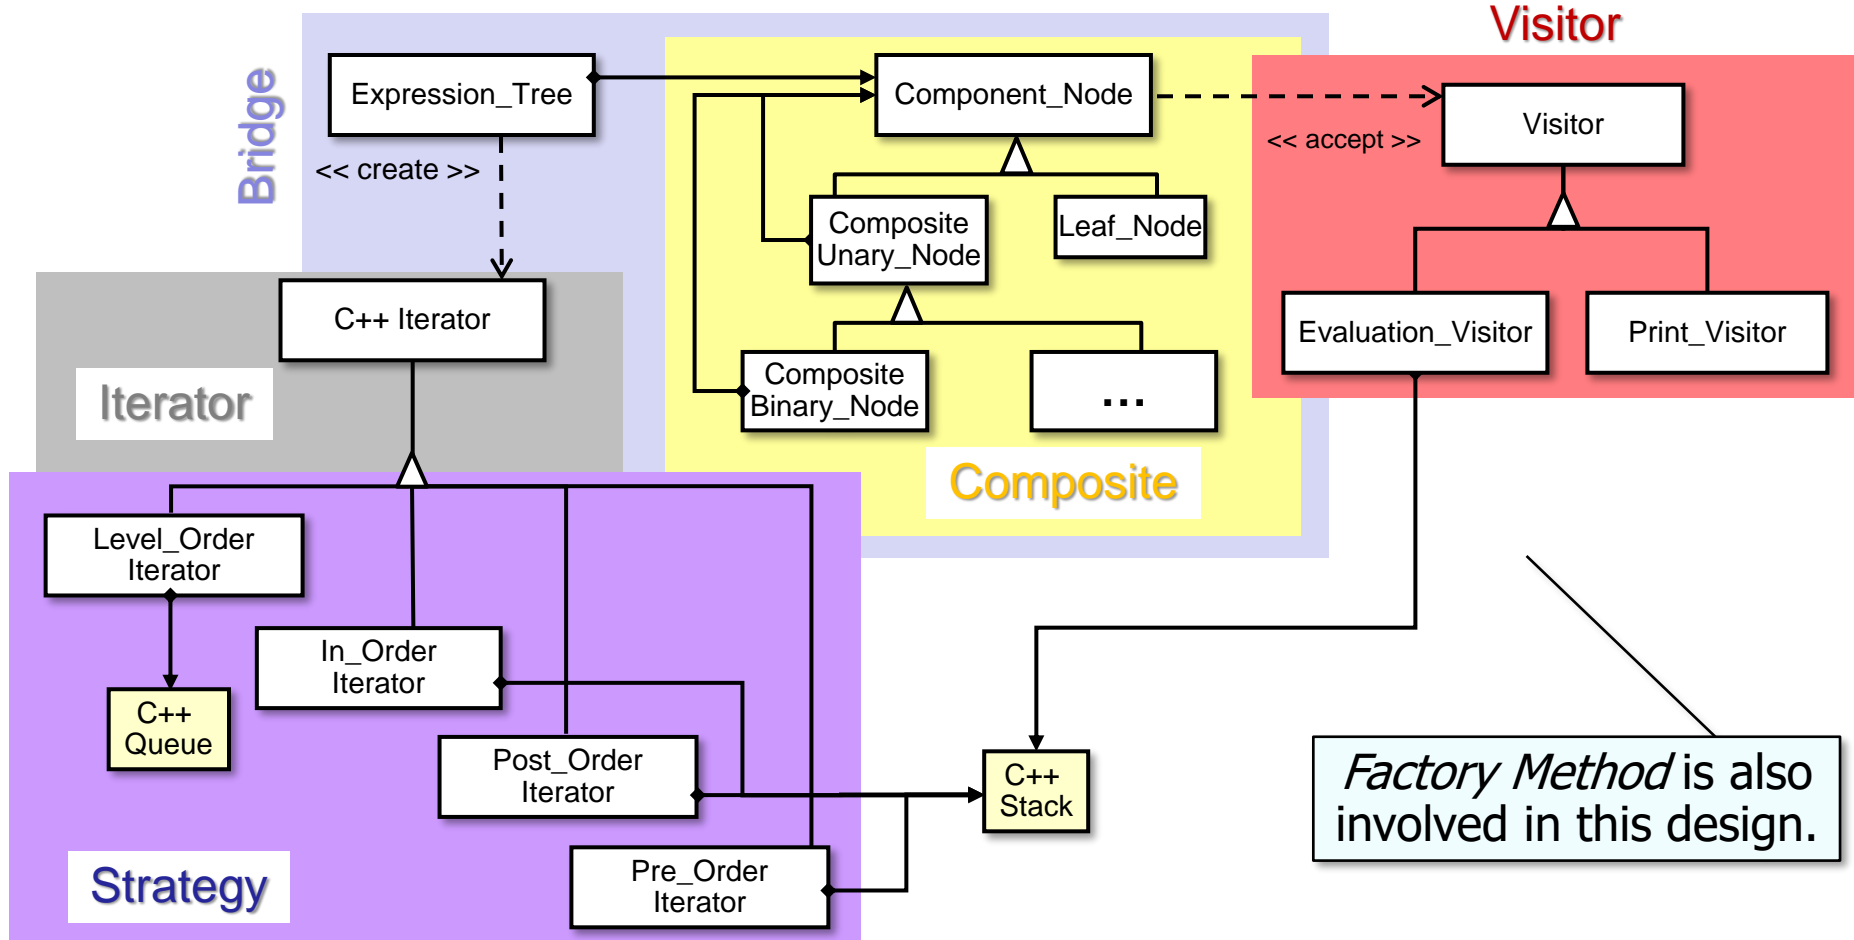 Visitor
Bridge
Expression_Tree
Component_Node
Visitor
<< create >>
<< accept >>
Composite
Unary_Node
Leaf_Node
C++ Iterator
Evaluation_Visitor
Print_Visitor
Iterator
Composite
Binary_Node
...
Composite
Level_Order
Iterator
In_Order
Iterator
C++
Queue
Post_Order
Iterator
C++
Stack
Factory Method is also
involved in this design.
Pre_Order
Iterator
Strategy